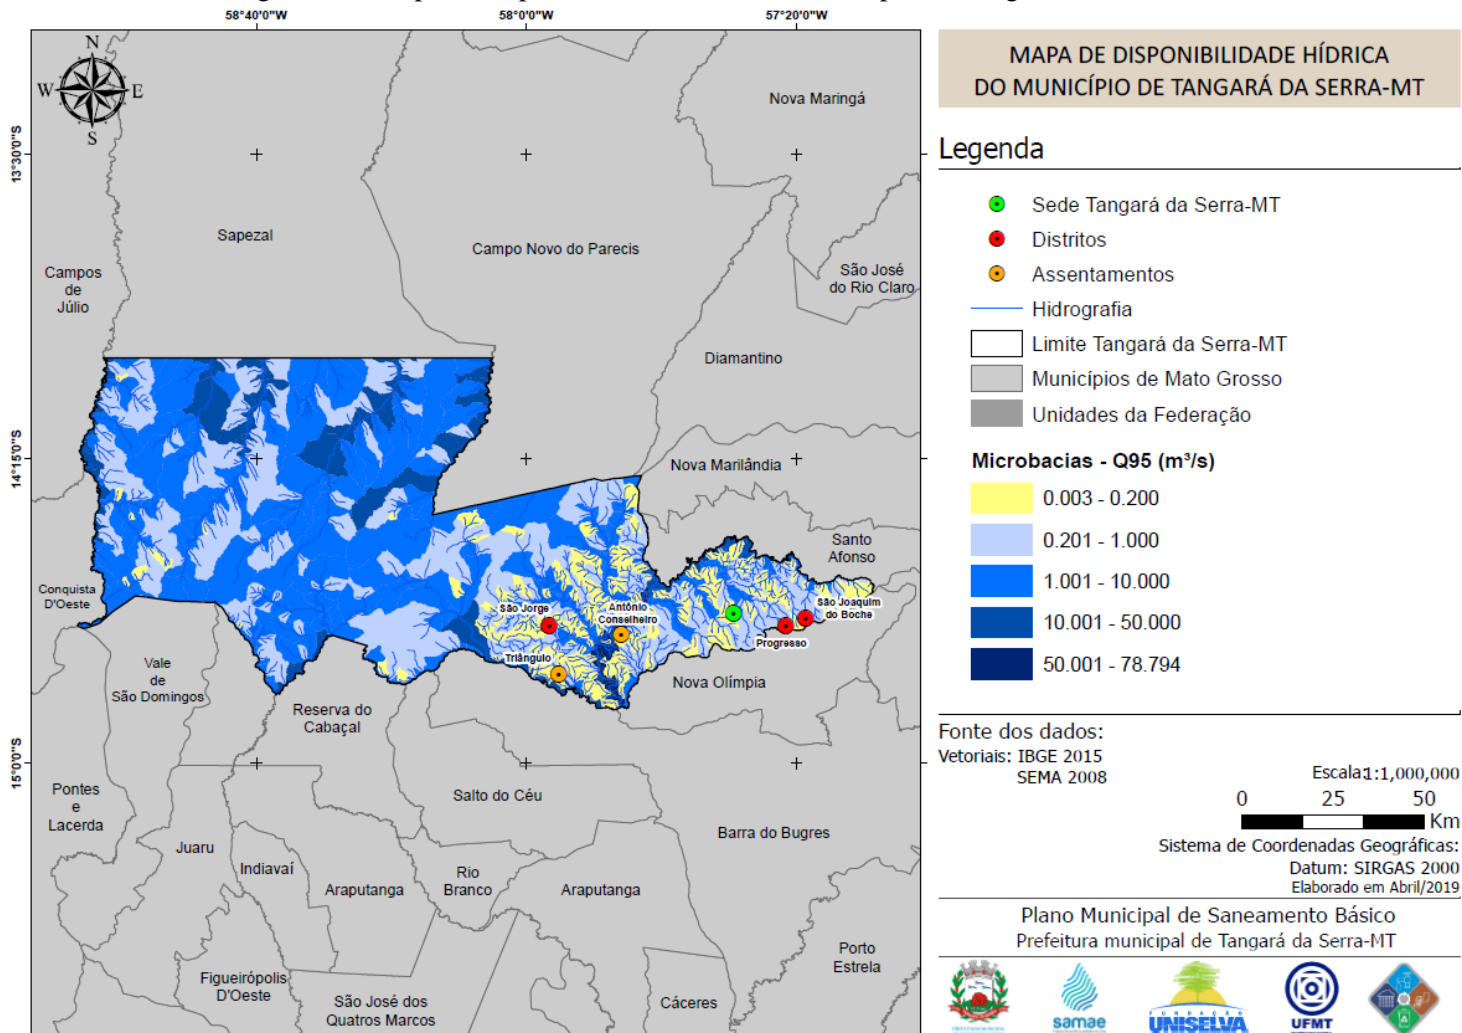 58°40'0"W
58°0'0"W
57°20'0"W
13°30'0"S
14°15'0"S
15°0'0"S
N
W
E
S
Nova Maringá
Sapezal
Campo Novo do Parecis
Campos
de
Júlio
São José
do Rio Claro
Diamantino
Nova Marilândia
Santo
Afonso
Conquista
D'Oeste
São Jorge
Antônio
Conselheiro
São Joaquim
do Boche
Progresso
Triângulo
Nova Olímpia
Vale
de
São Domingos
Reserva do
Cabaçal
Pontes
e
Lacerda
Salto do Céu
Barra do Bugres
Juaru
Indiavaí
Araputanga
Rio
Branco
Araputanga
Porto
Estrela
Figueirópolis
D'Oeste
São José dos
Quatros Marcos
Cáceres
MAPA DE DISPONIBILIDADE HÍDRICA
DO MUNICÍPIO DE TANGARÁ DA SERRA-MT
Legenda
Sede Tangará da Serra-MT
Distritos
Assentamentos
Hidrografia
Limite Tangará da Serra-MT
Municípios de Mato Grosso
Unidades da Federação
Microbacias - Q95 (m³/s)
0.003 - 0.200
0.201 - 1.000
1.001 - 10.000
10.001 - 50.000
50.001 - 78.794
Fonte dos dados:
Vetoriais: IBGE 2015
SEMA 2008
Escala:1:1,000,000
0 25 50
Km
Sistema de Coordenadas Geográficas:
Datum: SIRGAS 2000
Elaborado em Abril/2019
Plano Municipal de Saneamento Básico
Prefeitura municipal de Tangará da Serra-MT
samae
FUNDAÇÃO
UNISELVA
UFMT